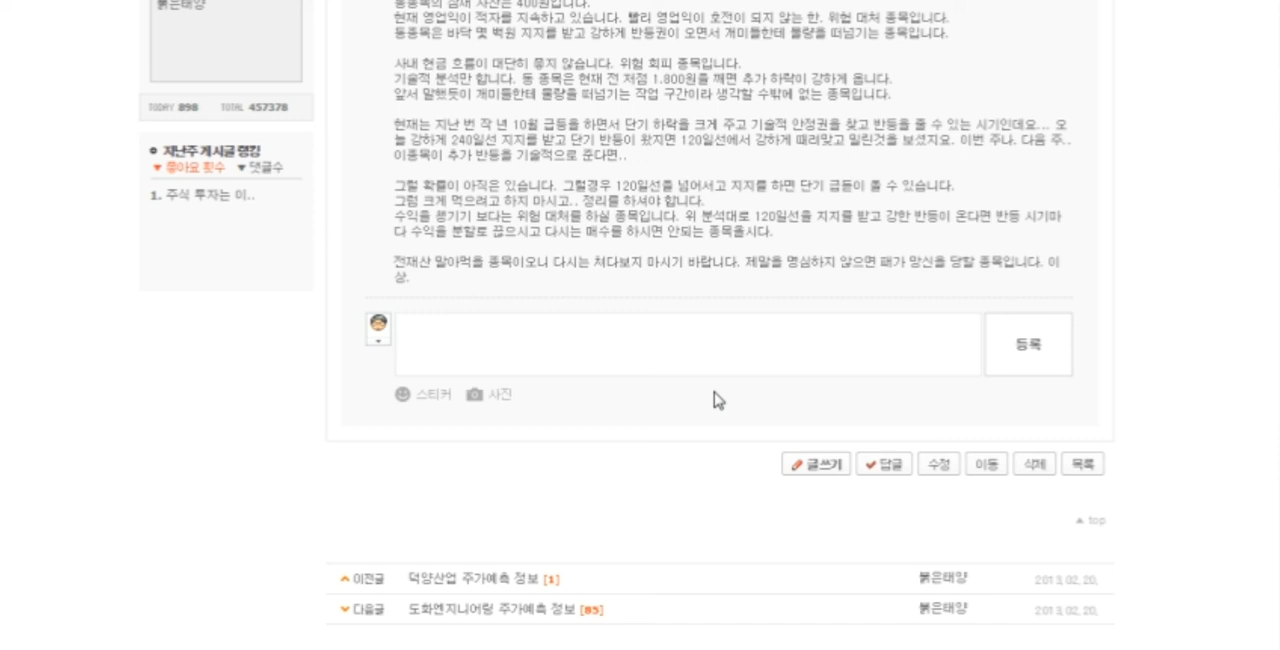 붉은태양
TODAY 898 TOTAL 457378
지난주 게시글 랭킹
▼ 좋아요 횟수 ▼ 댓글수
1. 주식 투자는 이..
동종목의 잠재 자산은 400원입니다.
현재 영업익이 적자를 지속하고 있습니다. 빨리 영업익이 호전이 되지 않는 한. 위험 대처 종목입니다.
동종목은 바닥 몇 백원 지지를 받고 강하게 반등권이 오면서 개미들한테 물량을 떠넘기는 종목입니다.
사내 현금 흐름이 대단히 좋지 않습니다. 위험 회피 종목입니다.
기술적 분석만 합니다. 동 종목은 현재 전 저점 1,800원을 깨면 추가 하락이 강하게 옵니다.
앞서 말했듯이 개미들한테 물량을 떠넘기는 작업 구간이라 생각할 수밖에 없는 종목입니다.
현재는 지난 번 작 년 10월 급등을 하면서 단기 하락을 크게 주고 기술적 안정권을 찾고 반등을 줄 수 있는 시기인데요... 오
늘 강하게 240일선 지지를 받고 단기 반등이 왔지면 120일선에서 강하게 때려맞고 밀린것을 보셨지요. 이번 주나. 다음 주..
이종목이 추가 반등을 기술적으로 준다면..
그럴 확률이 아직은 있습니다. 그럴경우 120일선을 넘어서고 지지를 하면 단기 급등이 올 수 있습니다.
그럼 크게 먹으려고 하지 마시고.. 정리를 하셔야 합니다.
수익을 챙기기 보다는 위험 대처를 하실 종목입니다. 위 분석대로 120일선을 지지를 받고 강한 반등이 온다면 반등 시기마
다 수익을 분할로 끊으시고 다시는 매수를 하시면 안되는 종목을시다.
전재산 말아먹을 종목이오니 다시는 쳐다보지 마시기 바랍니다. 제말을 명심하지 않으면 패가 망신을 당할 종목입니다. 이
상.
등록
스티커 사진
글쓰기 답글 수정 이동 삭제 목록
▲ top
이전글 덕양산업 주가예측 정보 [1] 붉은태양 2013.02.20.
다음글 도화엔지니어링 주가예측 정보 [85] 붉은태양 2013.02.20.